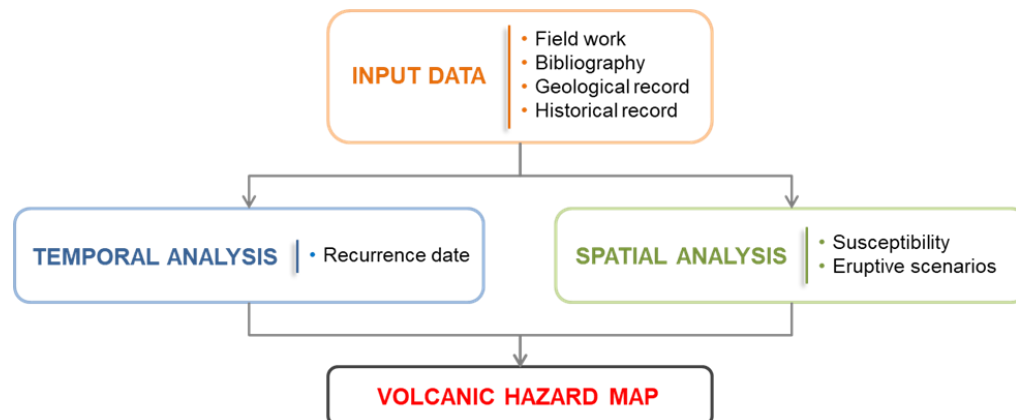 INPUT DATA
• Field work
• Bibliography
• Geological record
• Historical record
TEMPORAL ANALYSIS
• Recurrence date
SPATIAL ANALYSIS
• Susceptibility
• Eruptive scenarios
VOLCANIC HAZARD MAP